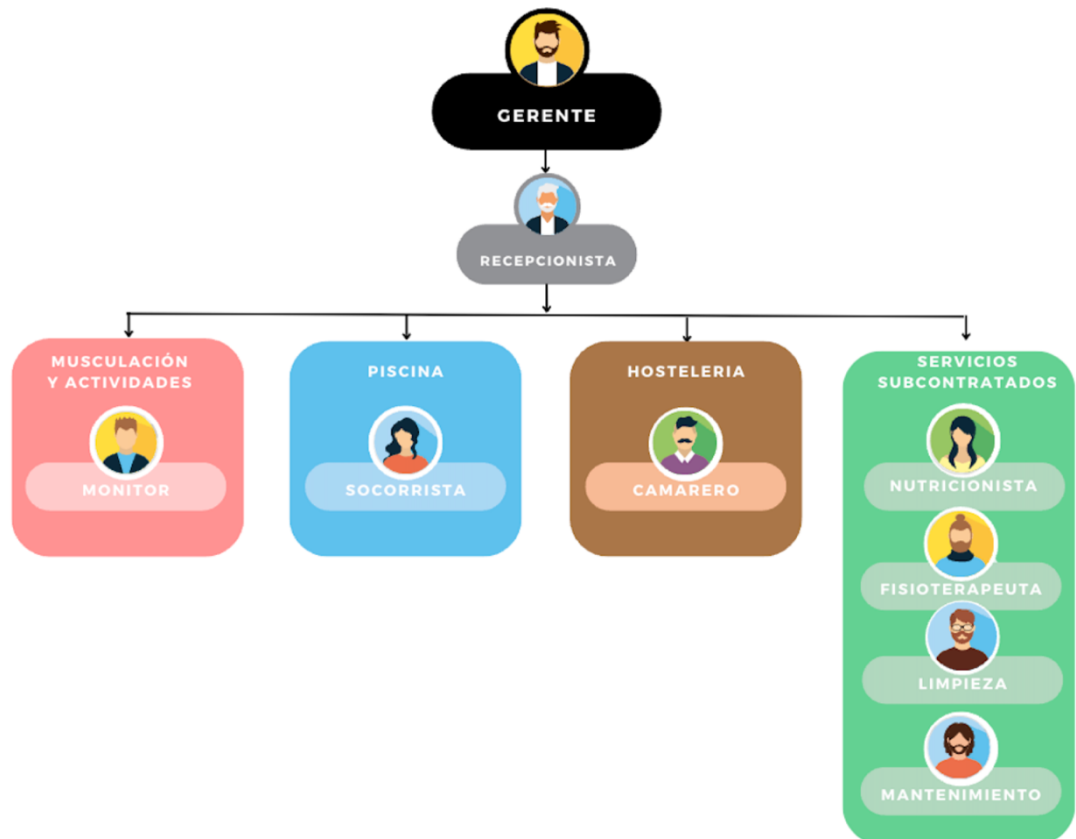 GERENTE
RECEPCIONISTA
MUSCULACIÓN
Y ACTIVIDADES
MONITOR
PISCINA
SOCORRISTA
HOSTELERIA
CAMARERO
SERVICIOS
SUBCONTRATADOS
NUTRICIONISTA
FISIOTERAPEUTA
LIMPIEZA
MANTENIMIENTO